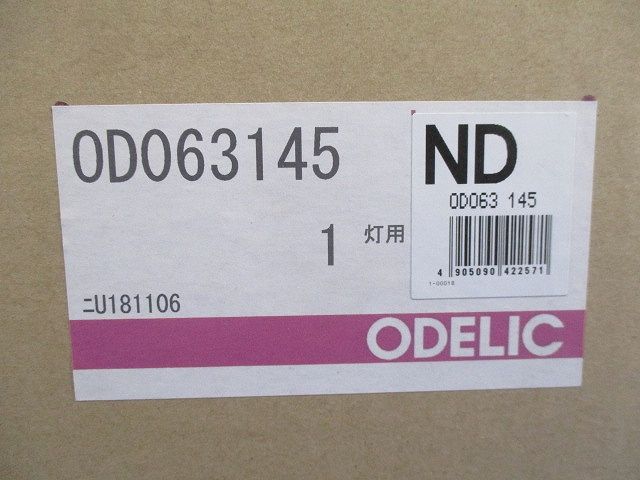 OD063145
1 灯用
ニU181106
ODELIC
ND
OD063 145
4 905090 422571
1-00018